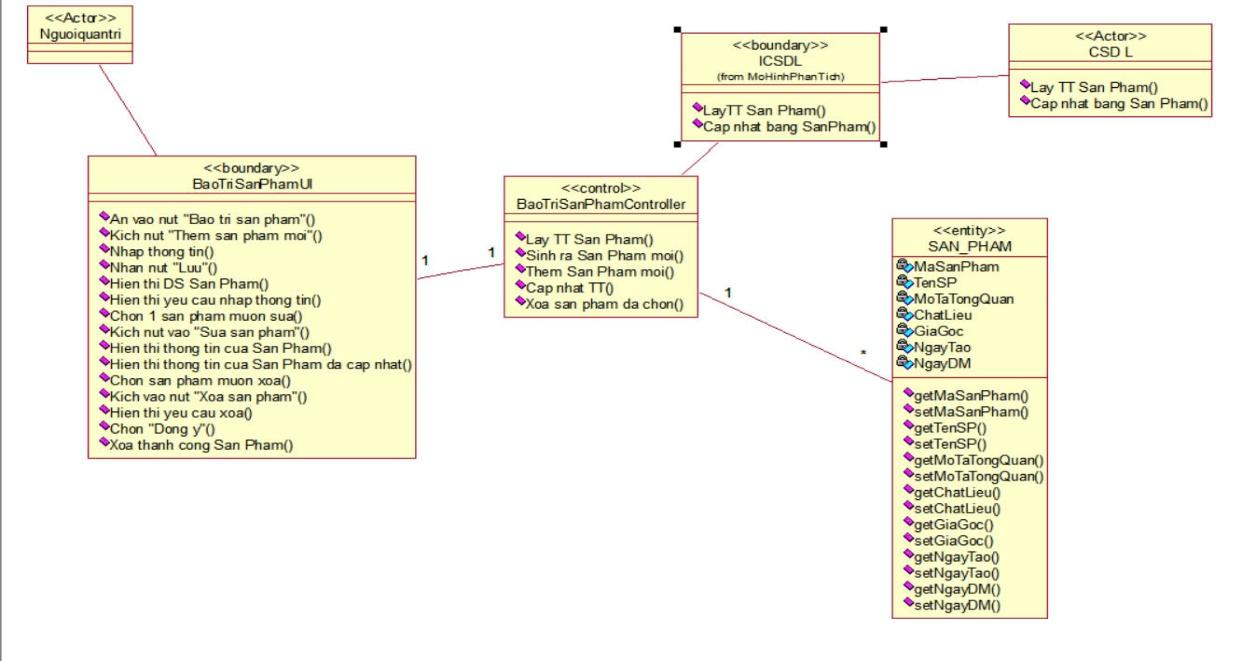 <<Actor>>
Nguoiquantri
<<boundary>>
BaoTriSanPhamUI
An vao nut "Bao tri san pham"()
Kich nut "Them san pham moi"()
Nhap thong tin()
Nhan nut "Luu"()
Hien thi DS San Pham()
Hien thi yeu cau nhap thong tin()
Chon 1 san pham muon sua()
Kich nut vao "Sua san pham"()
Hien thi thong tin cua San Pham()
Hien thi thong tin cua San Pham da cap nhat()
Chon san pham muon xoa()
Kich vao nut "Xoa san pham"()
Hien thi yeu cau xoa()
Chon "Dong y"()
Xoa thanh cong San Pham()
1
1
<<control>>
BaoTriSanPhamController
Lay TT San Pham()
Sinh ra San Pham moi()
Them San Pham moi()
Cap nhat TT()
Xoa san pham da chon()
<<boundary>>
ICSDL
(from MoHinhPhanTich)
LayTT San Pham()
Cap nhat bang SanPham()
<<Actor>>
CSD L
Lay TT San Pham()
Cap nhat bang San Pham()
1
*
<<entity>>
SAN_PHAM
MaSanPham
TenSP
MoTaTongQuan
ChatLieu
GiaGoc
NgayTao
NgayDM
getMaSanPham()
setMaSanPham()
getTenSP()
setTenSP()
getMoTaTongQuan()
setMoTaTongQuan()
getChatLieu()
setChatLieu()
getGiaGoc()
setGiaGoc()
getNgayTao()
setNgayTao()
getNgayDM()
setNgayDM()